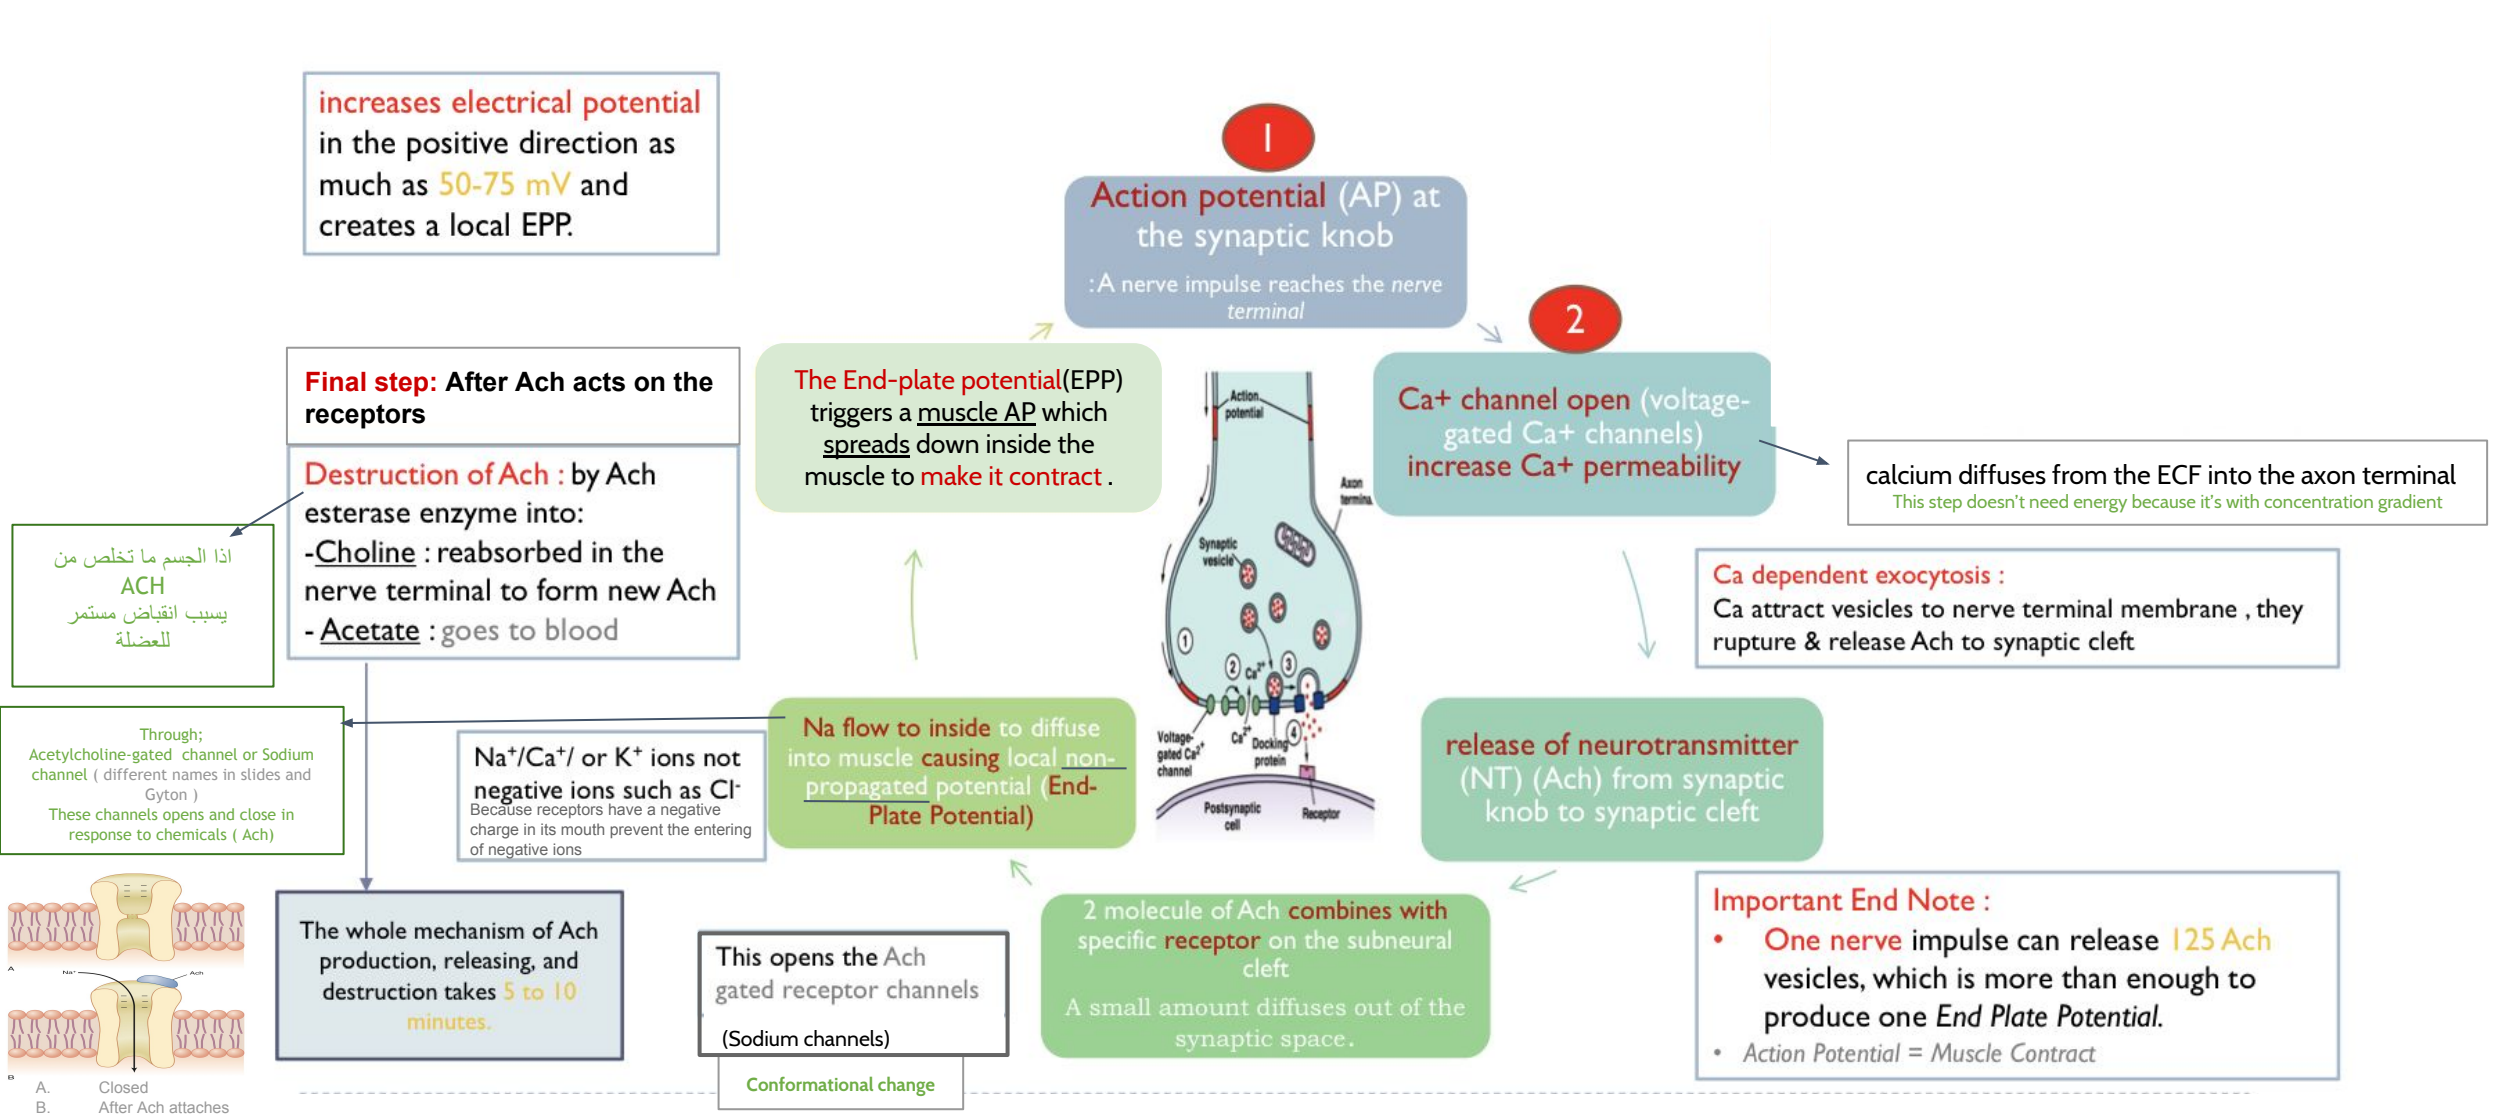 increases electrical potential
in the positive direction as
much as 50-75 mV and
creates a local EPP.
1
Action potential (AP) at
the synaptic knob
:A nerve impulse reaches the nerve
terminal
2
Ca+ channel open (voltage-
gated Ca+ channels)
increase Ca+ permeability
calcium diffuses from the ECF into the axon terminal
This step doesn't need energy because it's with concentration gradient
Ca dependent exocytosis :
Ca attract vesicles to nerve terminal membrane , they
rupture & release Ach to synaptic cleft
release of neurotransmitter
(NT) (Ach) from synaptic
knob to synaptic cleft
Important End Note :
• One nerve impulse can release 125 Ach
vesicles, which is more than enough to
produce one End Plate Potential.
• Action Potential = Muscle Contract
2 molecule of Ach combines with
specific receptor on the subneural
cleft
A small amount diffuses out of the
synaptic space.
This opens the Ach
gated receptor channels
(Sodium channels)
Conformational change
Na flow to inside to diffuse
into muscle causing local non-
propagated potential (End-
Plate Potential)
Na+/Ca+/ or K+ ions not
negative ions such as Cl-
Because receptors have a negative
charge in its mouth prevent the entering
of negative ions
Through;
Acetylcholine-gated channel or Sodium
channel ( different names in slides and
Gyton )
These channels opens and close in
response to chemicals ( Ach)
The End-plate potential(EPP)
triggers a muscle AP which
spreads down inside the
muscle to make it contract .
Final step: After Ach acts on the
receptors
Destruction of Ach : by Ach
esterase enzyme into:
-Choline : reabsorbed in the
nerve terminal to form new Ach
- Acetate : goes to blood
اذا الجسم ما تخلص من
ACH
يسبب انقباض مستمر
للعضلة
The whole mechanism of Ach
production, releasing, and
destruction takes 5 to 10
minutes.
Action
potential
Axon
termina
Synaptic
vesicle
1
2
Ca2+
3
4
Voltage-
gated Ca2+
channel
Ca2+
Docking
protein
Postsynaptic
cell
Receptor
A
Na+
Ach
B
A. Closed
B. After Ach attaches